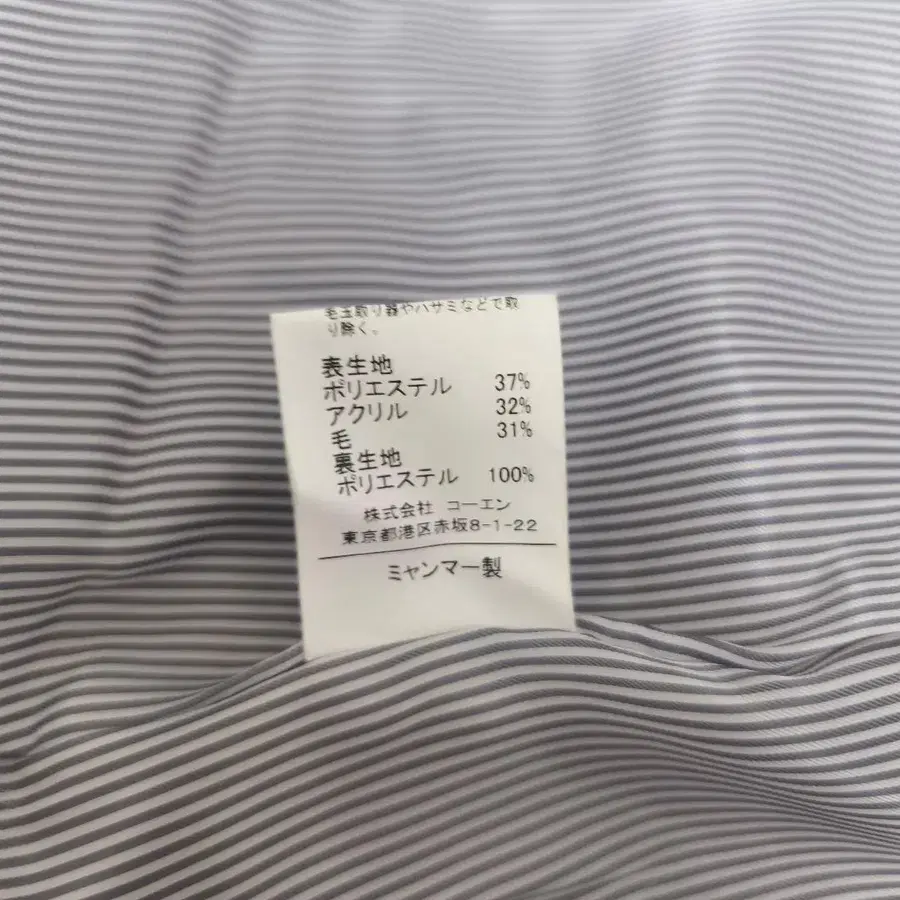 毛玉取り器やハサミなどで取
り除く。
表生地
ポリエステル 37%
アクリル 32%
毛 31%
裏生地
ポリエステル 100%
株式会社 コーエン
東京都港区赤坂8-1-22
ミャンマー製